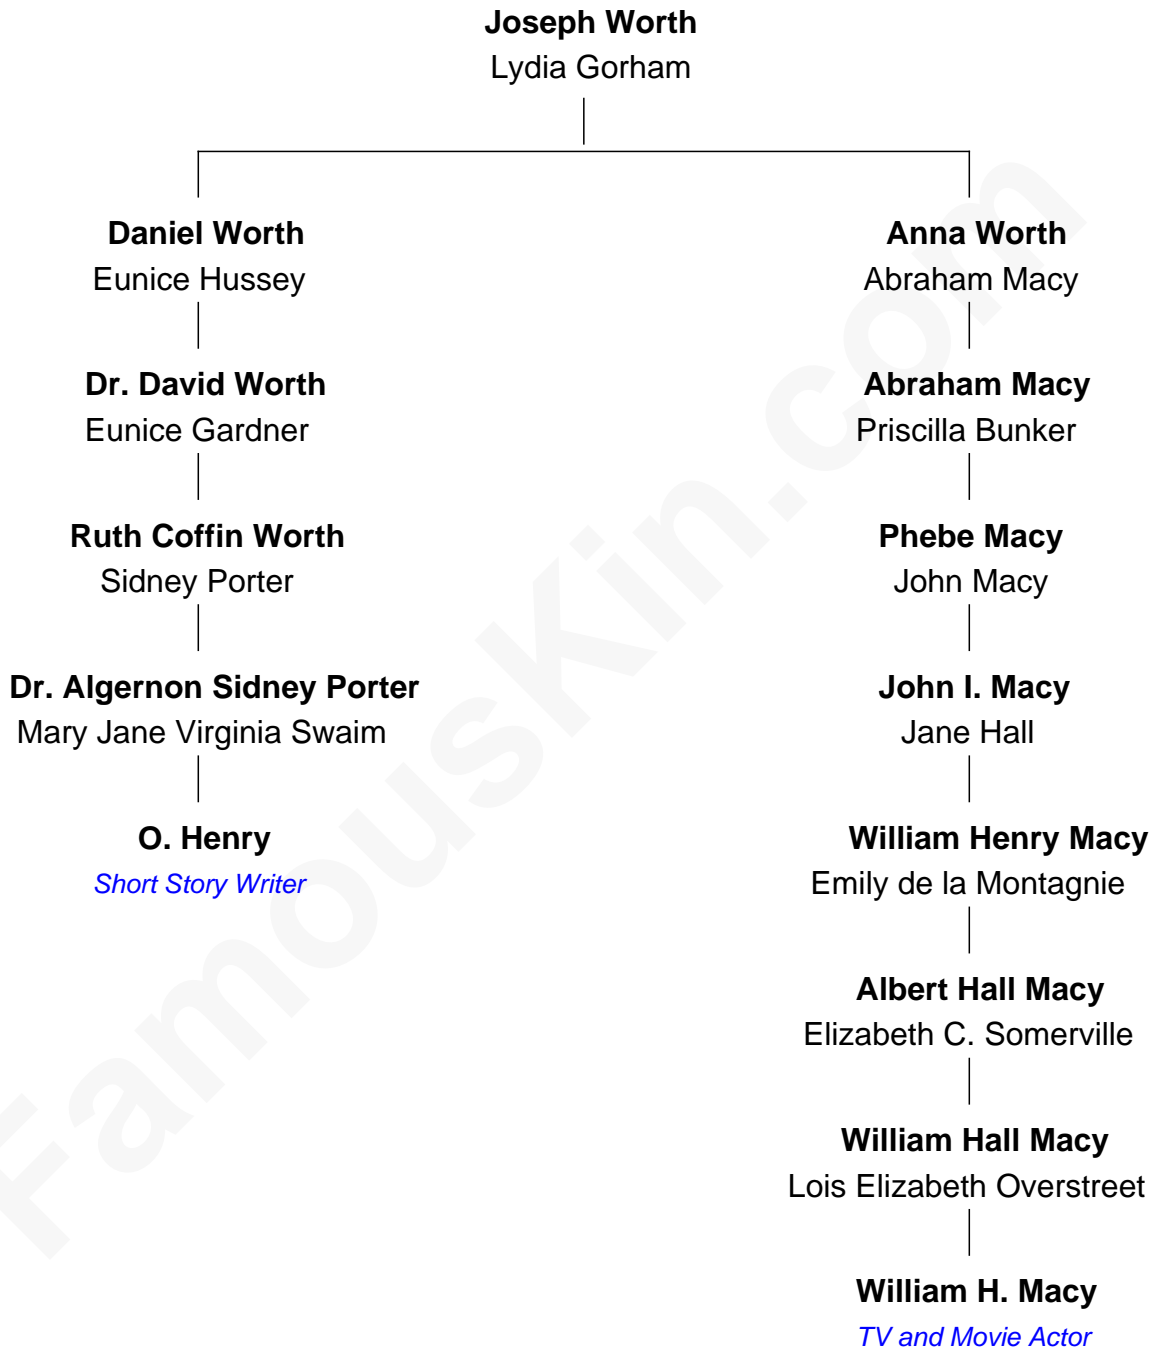 Joseph Worth
Lydia Gorham
Daniel Worth
Eunice Hussey
Dr. David Worth
Eunice Gardner
Ruth Coffin Worth
Sidney Porter
Dr. Algernon Sidney Porter
Mary Jane Virginia Swaim
O. Henry
Short Story Writer
Anna Worth
Abraham Macy
Abraham Macy
Priscilla Bunker
Phebe Macy
John Macy
John I. Macy
Jane Hall
William Henry Macy
Emily de la Montagnie
Albert Hall Macy
Elizabeth C. Somerville
William Hall Macy
Lois Elizabeth Overstreet
William H. Macy
TV and Movie Actor
FamousKin.com